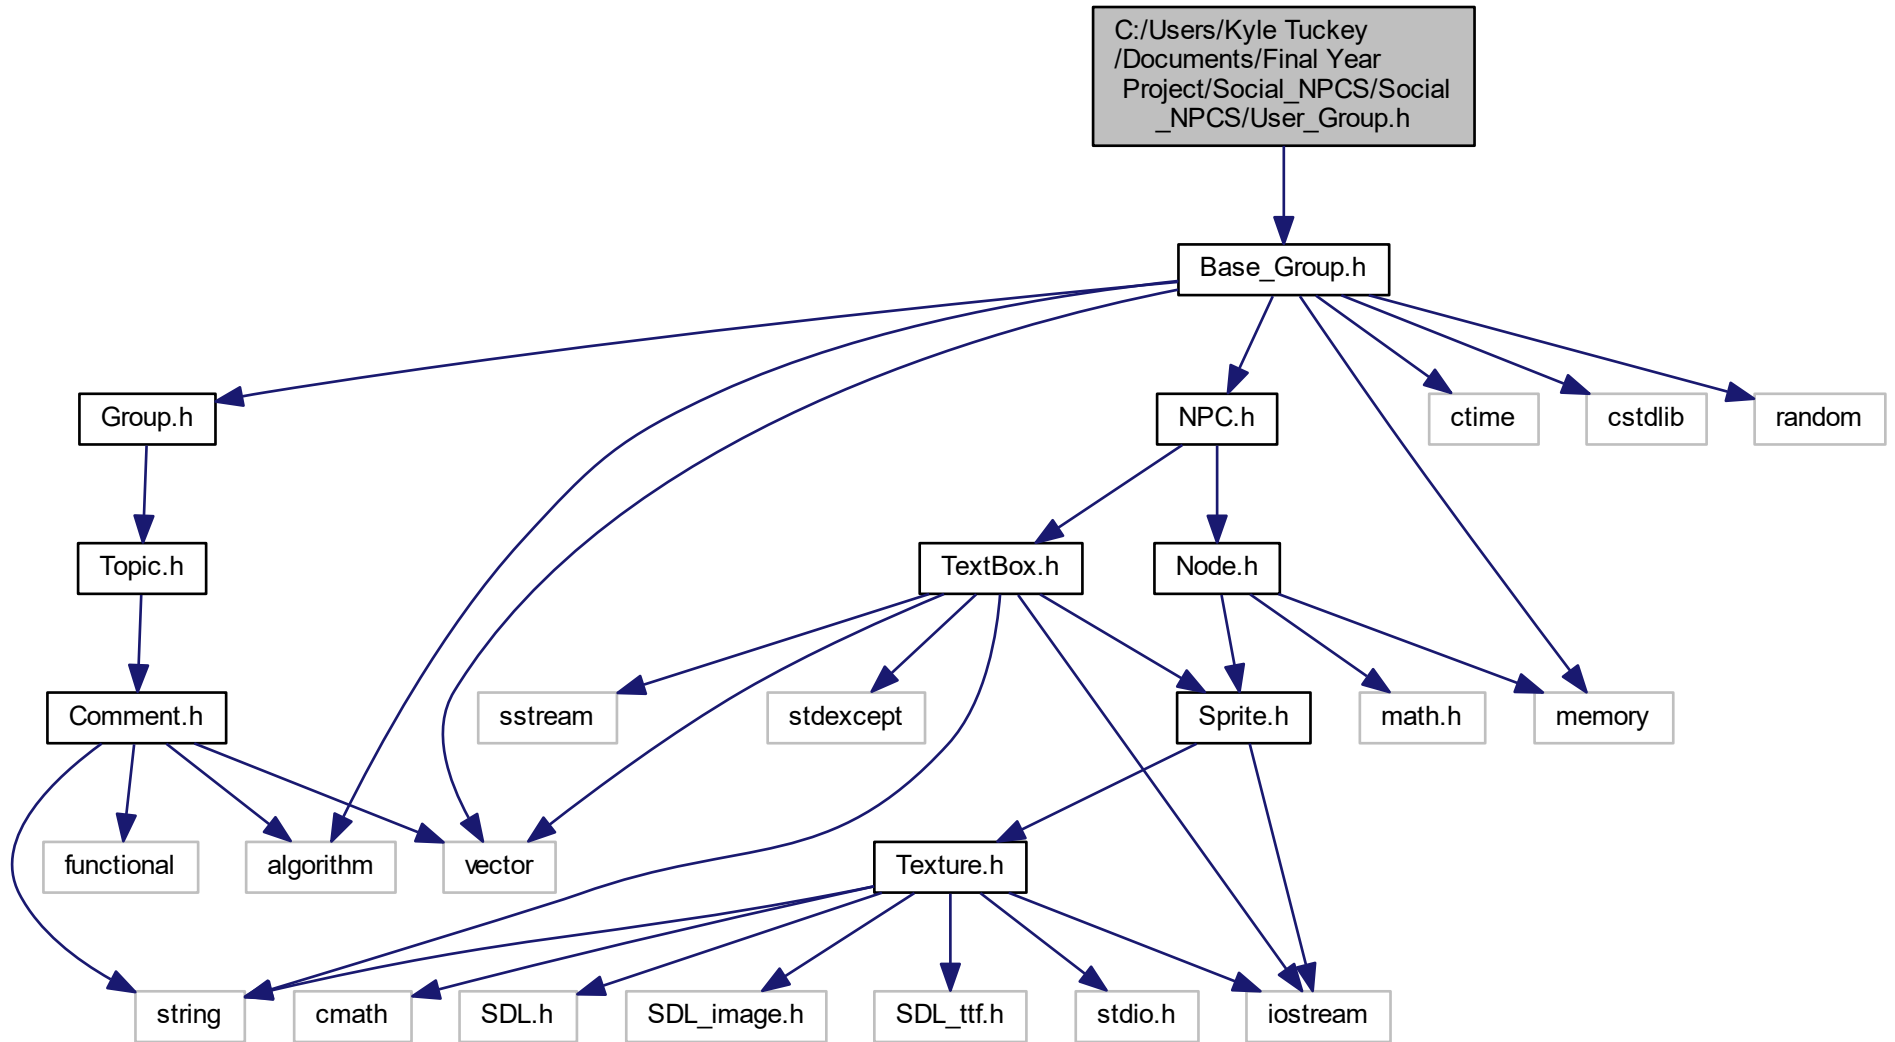 C:/Users/Kyle Tuckey
/Documents/Final Year
Project/Social_NPCS/Social
_NPCS/User_Group.h
Base_Group.h
Group.h
NPC.h
ctime
cstdlib
random
Topic.h
TextBox.h
Node.h
Comment.h
sstream
stdexcept
Sprite.h
math.h
memory
functional
algorithm
vector
Texture.h
string
cmath
SDL.h
SDL_image.h
SDL_ttf.h
stdio.h
iostream